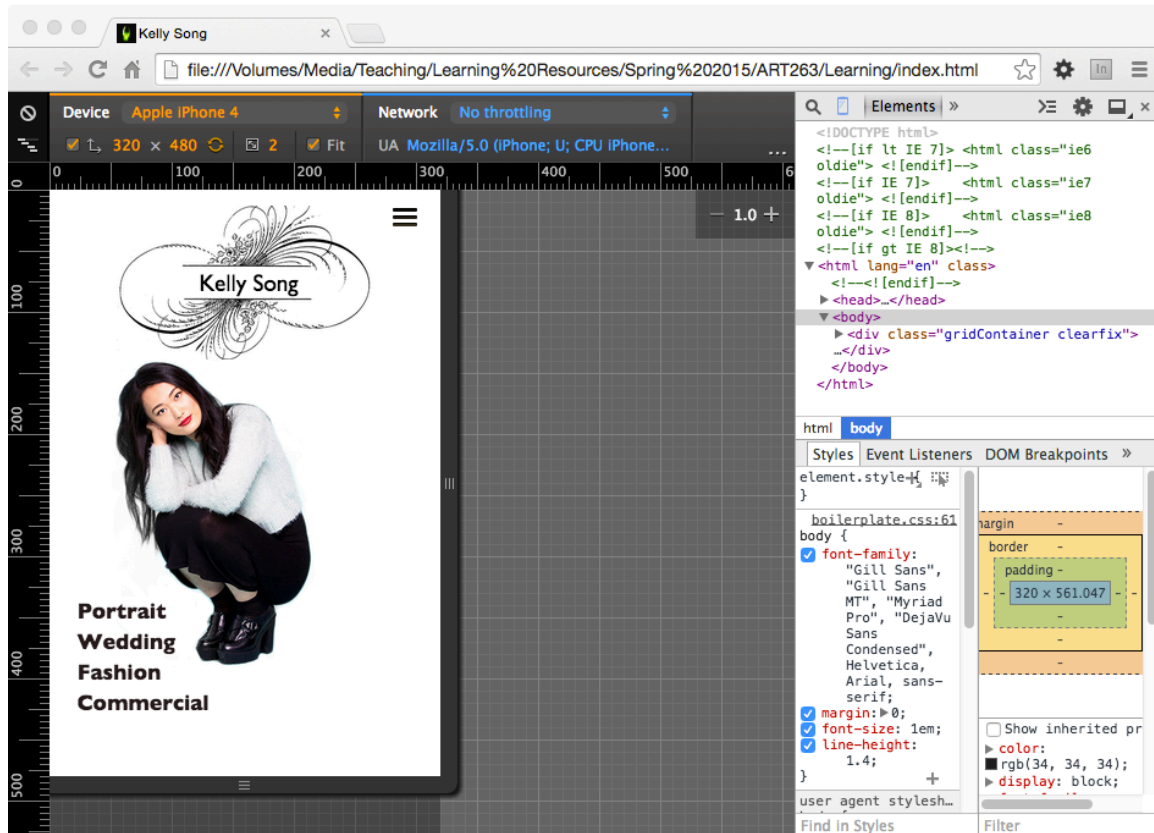 Kelly Song ×
file:///Volumes/Media/Teaching/Learning%20Resources/Spring%202015/ART263/Learning/index.html
In
Device Apple iPhone 4 Network No throttling
320 × 480 2 Fit UA Mozilla/5.0 (iPhone; U; CPU iPhone... ...
0 100 200 300 400 500 6
0
100
200
300
400
500
1.0
Kelly Song
Portrait
Wedding
Fashion
Commercial
Elements »
<!DOCTYPE html>
<!--[if lt IE 7]> <html class="ie6
oldie"> <![endif]-->
<!--[if IE 7]> <html class="ie7
oldie"> <![endif]-->
<!--[if IE 8]> <html class="ie8
oldie"> <![endif]-->
<!--[if gt IE 8]><!-->
<html lang="en" class>
<!--<![endif]-->
<head>…</head>
<body>
<div class="gridContainer clearfix">
…</div>
</body>
</html>
html body
Styles Event Listeners DOM Breakpoints »
element.style {
}
boilerplate.css:61
body {
font-family:
"Gill Sans",
"Gill Sans
MT", "Myriad
Pro", "DejaVu
Sans
Condensed",
Helvetica,
Arial, sans-
serif;
margin: 0;
font-size: 1em;
line-height:
1.4;
}
user agent stylesh…
Find in Styles
margin -
border -
padding -
- - 320 × 561.047 - -
-
-
-
Show inherited pr
color:
rgb(34, 34, 34);
display: block;
Filter